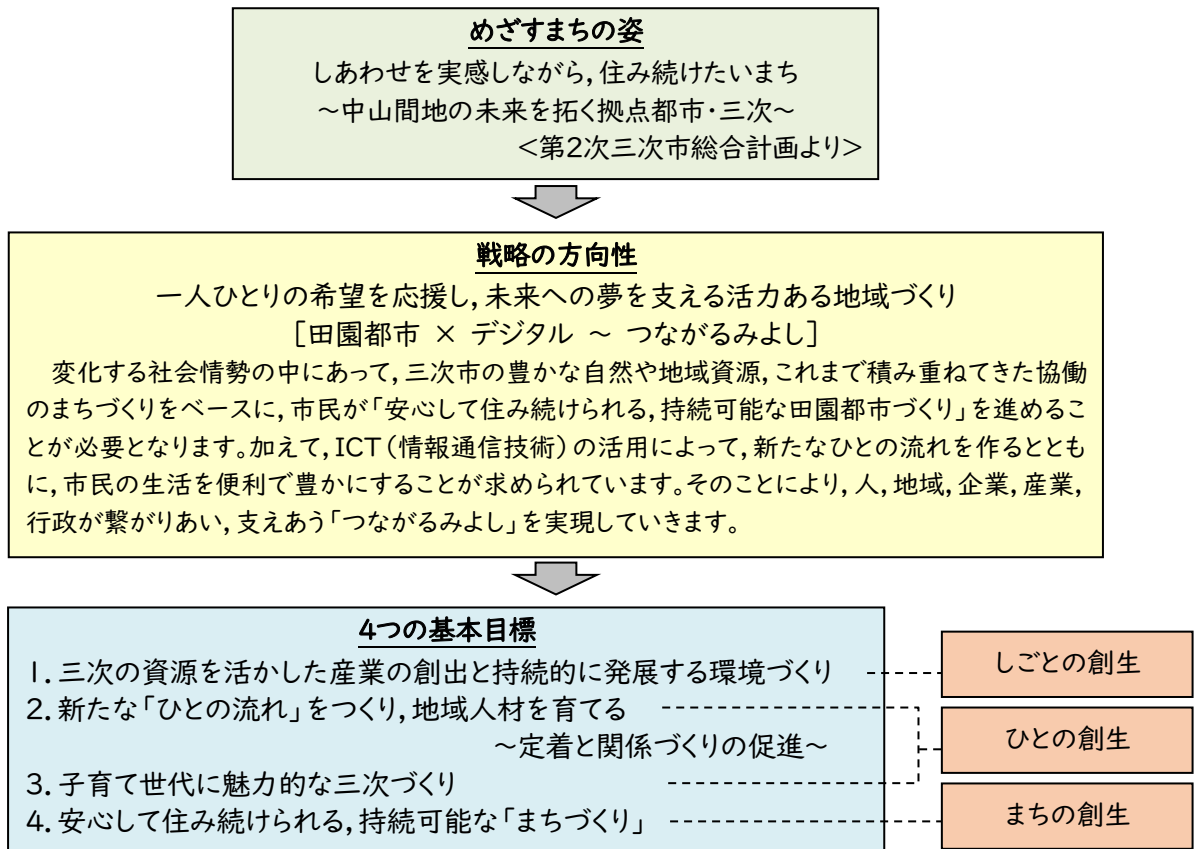 めざすまちの姿
しあわせを実感しながら,住み続けたいまち
～中山間地の未来を拓く拠点都市・三次～
<第2次三次市総合計画より>
戦略の方向性
一人ひとりの希望を応援し,未来への夢を支える活力ある地域づくり
［田園都市 × デジタル ～ つながるみよし］
変化する社会情勢の中にあって,三次市の豊かな自然や地域資源,これまで積み重ねてきた協働
のまちづくりをベースに,市民が「安心して住み続けられる,持続可能な田園都市づくり」を進めるこ
とが必要となります。加えて,ICT(情報通信技術)の活用によって,新たなひとの流れを作るととも
に,市民の生活を便利で豊かにすることが求められています。そのことにより,人,地域,企業,産業,
行政が繋がりあい,支えあう「つながるみよし」を実現していきます。
4つの基本目標
1.三次の資源を活かした産業の創出と持続的に発展する環境づくり
しごとの創生
2.新たな「ひとの流れ」をつくり,地域人材を育てる
～定着と関係づくりの促進～
ひとの創生
3.子育て世代に魅力的な三次づくり
4.安心して住み続けられる,持続可能な「まちづくり」
まちの創生